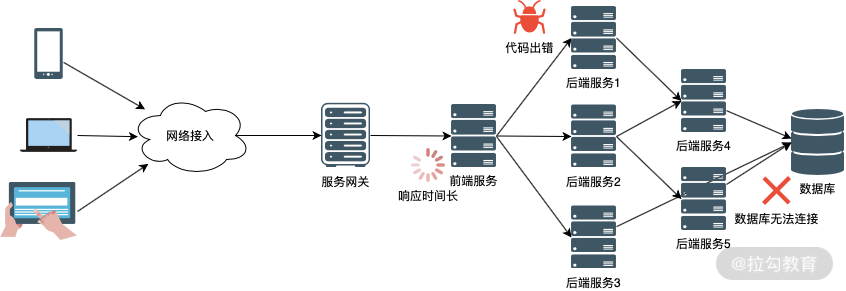 代码出错
后端服务1
网络接入
服务网关
响应时间长
前端服务
后端服务2
后端服务4
数据库
数据库无法连接
后端服务5
后端服务3
@拉勾教育